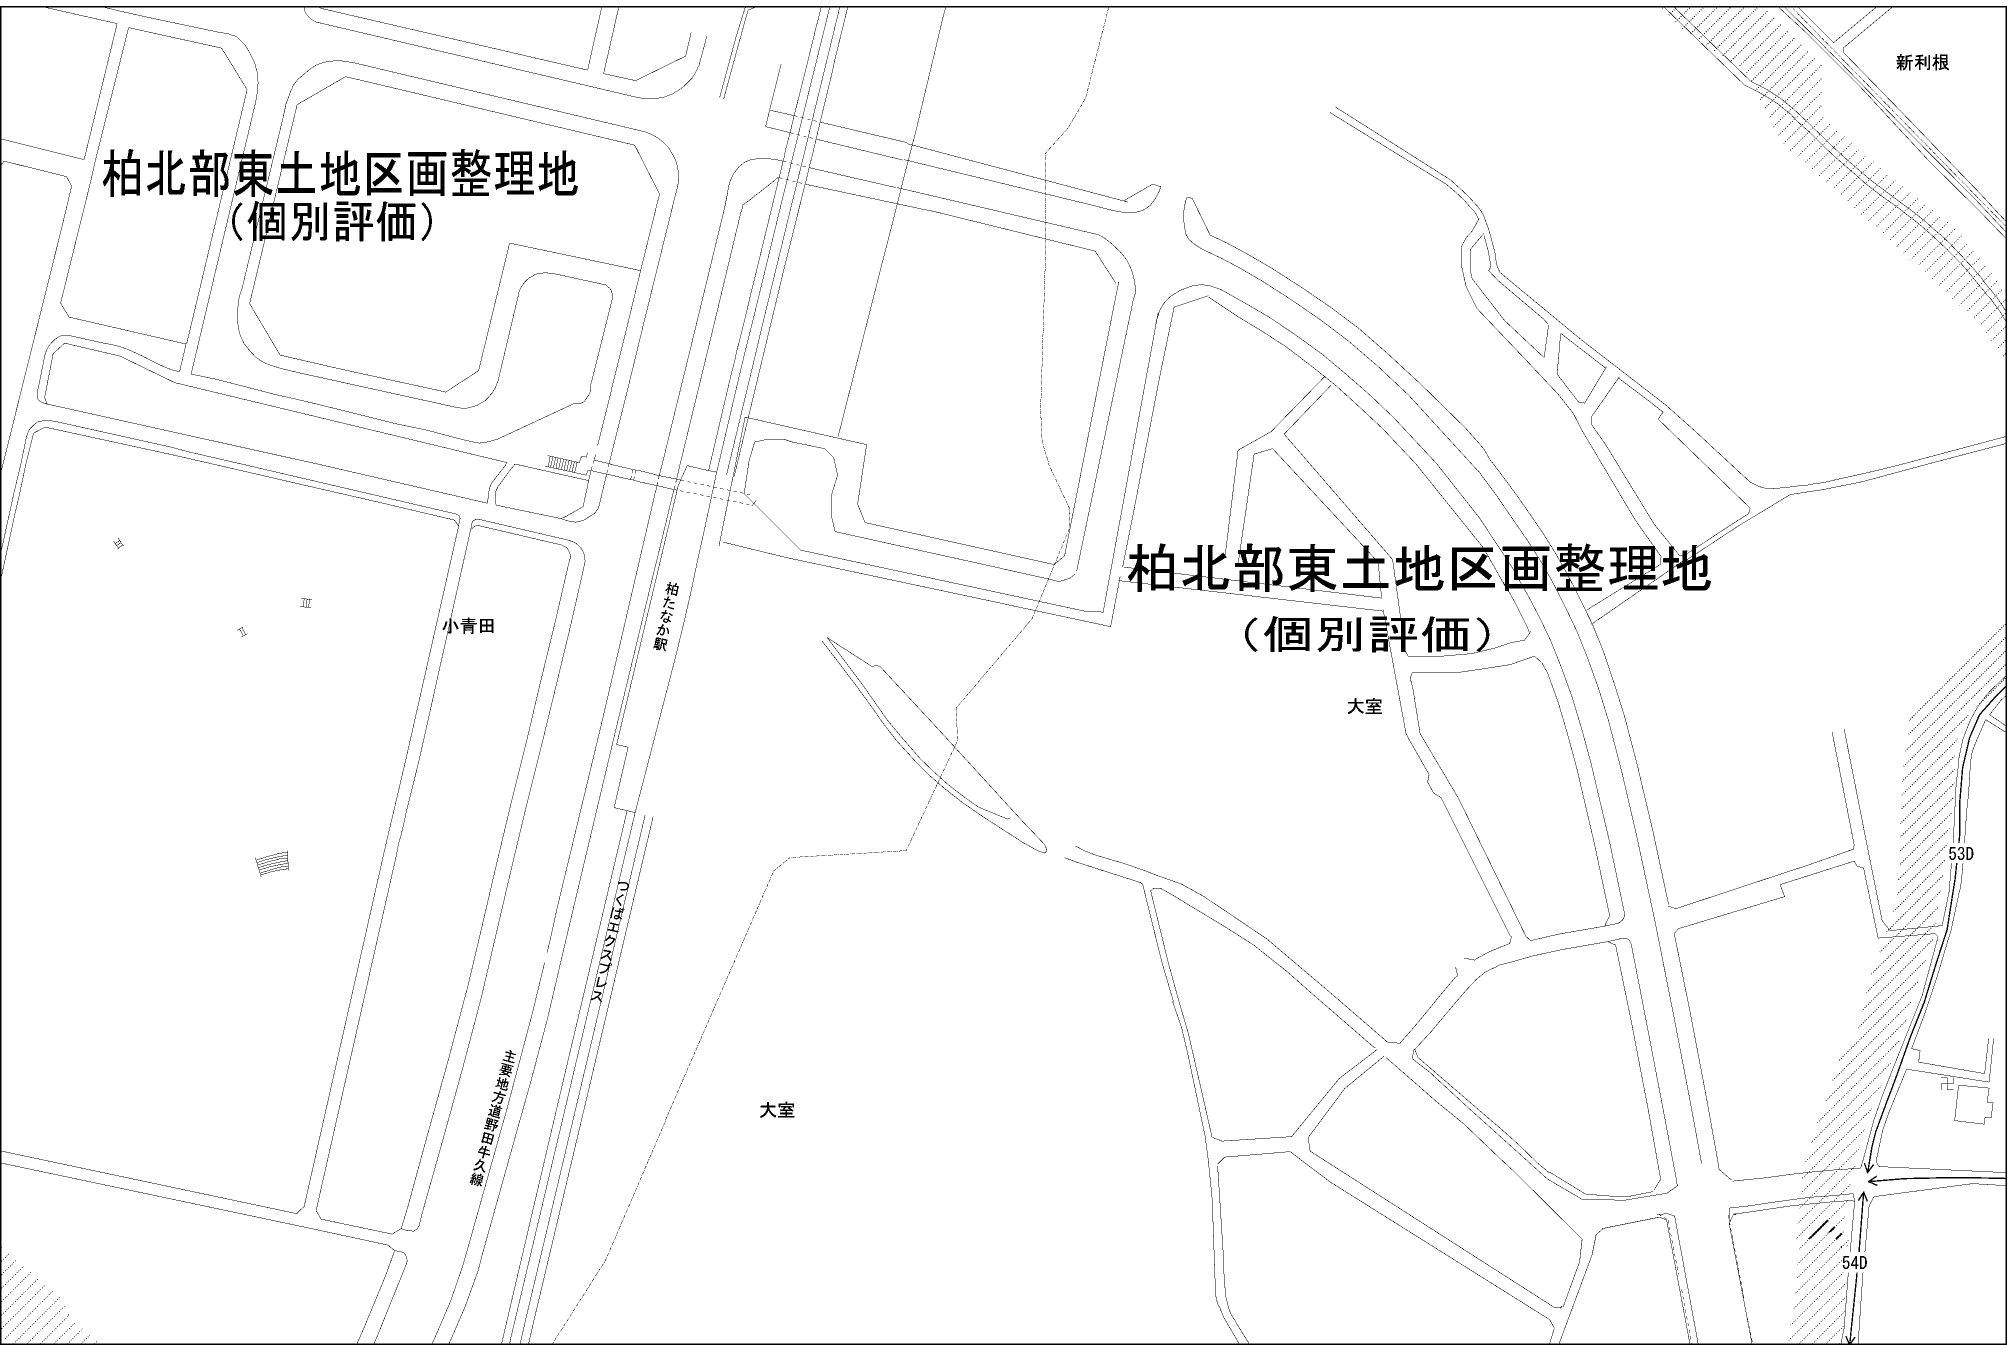 新利根
柏北部東土地区画整理地
(個別評価)
柏北部東土地区画整理地
(個別評価)
柏たなか駅
小青田
大室
53D
つくばエクスプレス
主要地方道野田牛久線
大室
54D